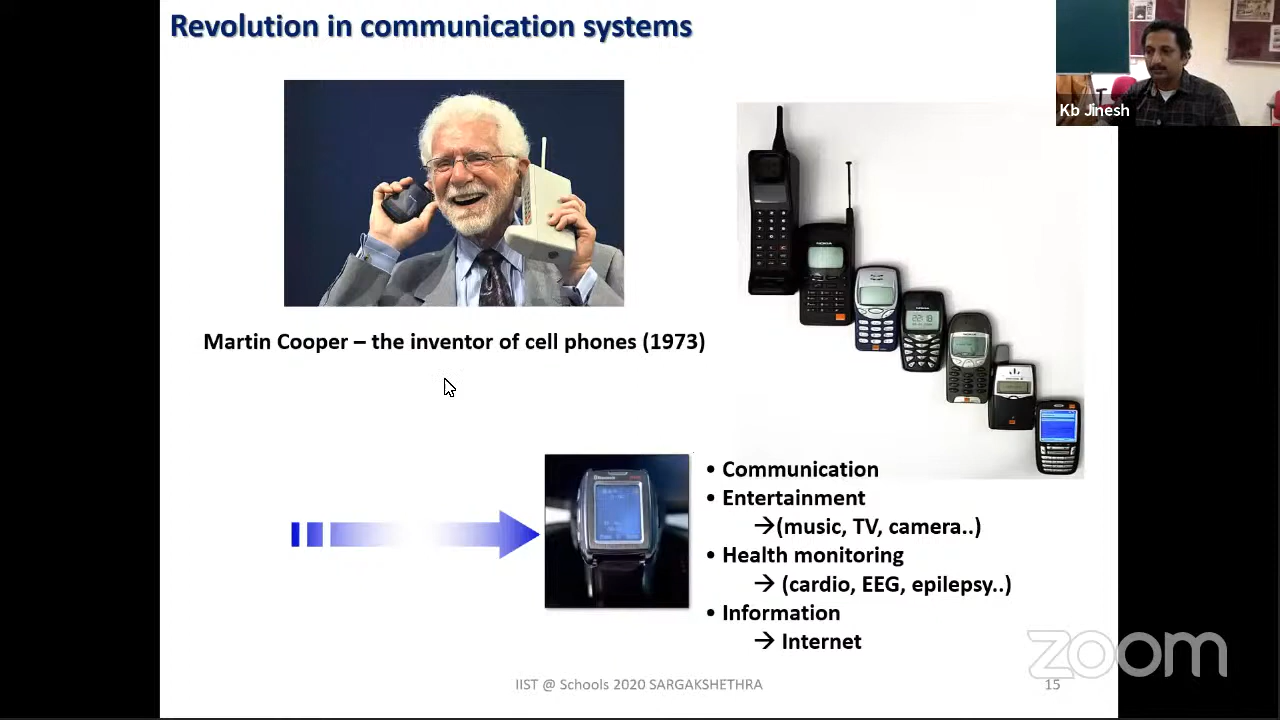 Revolution in communication systems
Kb Jinesh
Martin Cooper – the inventor of cell phones (1973)
• Communication
• Entertainment
→(music, TV, camera..)
• Health monitoring
→ (cardio, EEG, epilepsy..)
• Information
→ Internet
zoom
IIST @ Schools 2020 SARGAKSHETHRA
15